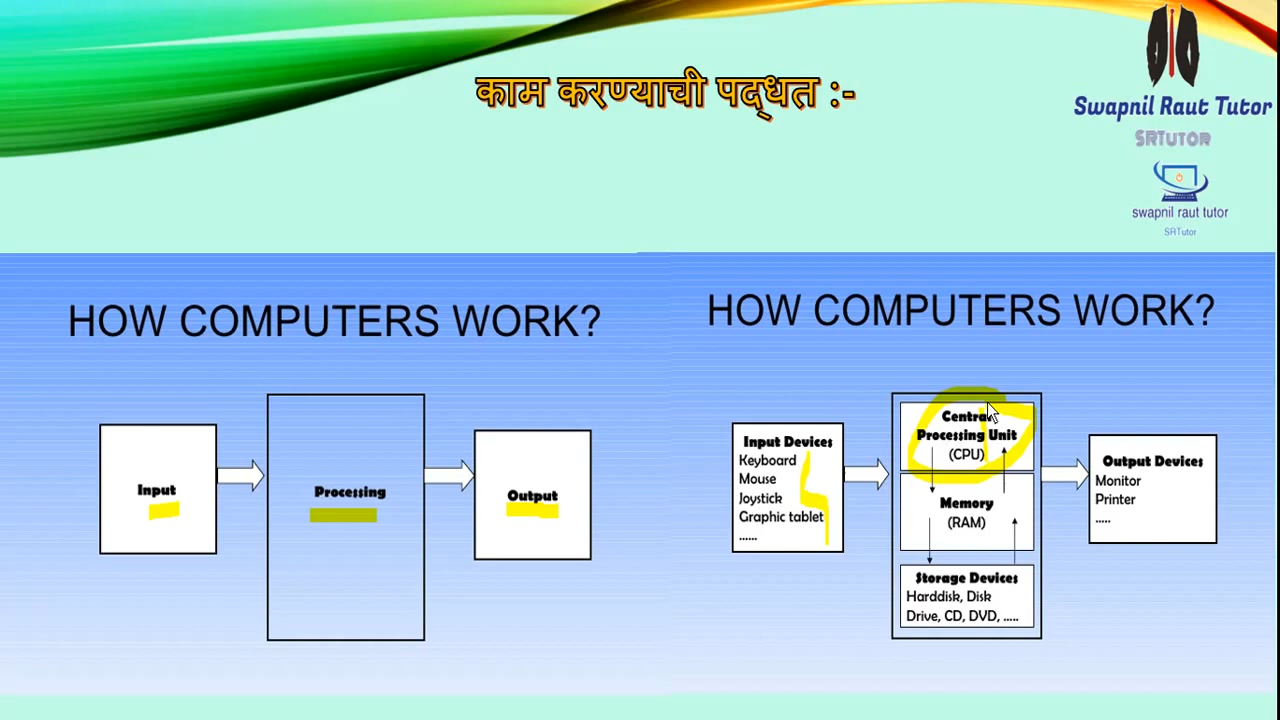 काम करण्याची पद्धत :-
Swapnil Raut Tutor
SRTUTOR
swapnil raut tutor
SRTutor
HOW COMPUTERS WORK?
Input
Processing
Output
HOW COMPUTERS WORK?
Input Devices
Keyboard
Mouse
Joystick
Graphic tablet
......
Central
Processing Unit
(CPU)
Memory
(RAM)
Storage Devices
Harddisk, Disk
Drive, CD, DVD, .....
Output Devices
Monitor
Printer
.....